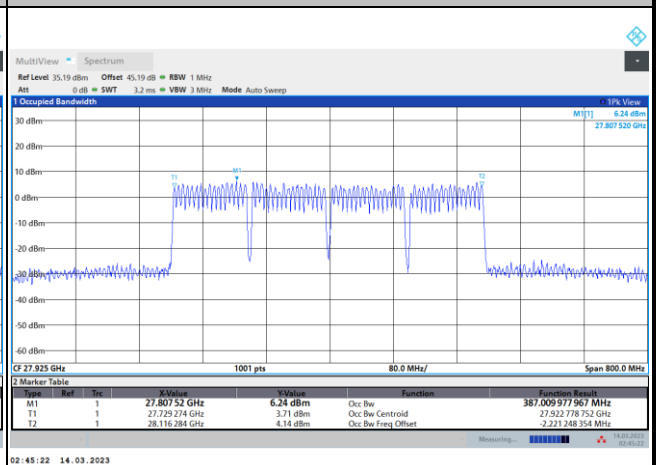 MultiView Spectrum
Ref Level 35.19 dBm Offset 45.19 dB RBW 1 MHz
Att 0 dB SWT 3.2 ms VBW 3 MHz Mode Auto Sweep
1 Occupied Bandwidth 1Pk View
M1[1] 6.24 dBm
27.807 520 GHz
30 dBm
20 dBm
10 dBm
T1 M1 T2
0 dBm
-10 dBm
-20 dBm
-30 dBm
-40 dBm
-50 dBm
-60 dBm
CF 27.925 GHz 1001 pts 80.0 MHz/ Span 800.0 MHz
2 Marker Table
Type Ref Trc X-Value Y-Value Function Function Result
M1 1 27.807 52 GHz 6.24 dBm Occ Bw 387.009 977 967 MHz
T1 1 27.729 274 GHz 3.71 dBm Occ Bw Centroid 27.922 778 752 GHz
T2 1 28.116 284 GHz 4.14 dBm Occ Bw Freq Offset -2.221 248 354 MHz
Measuring... 14.03.2023
02:45:22
02:45:22 14.03.2023